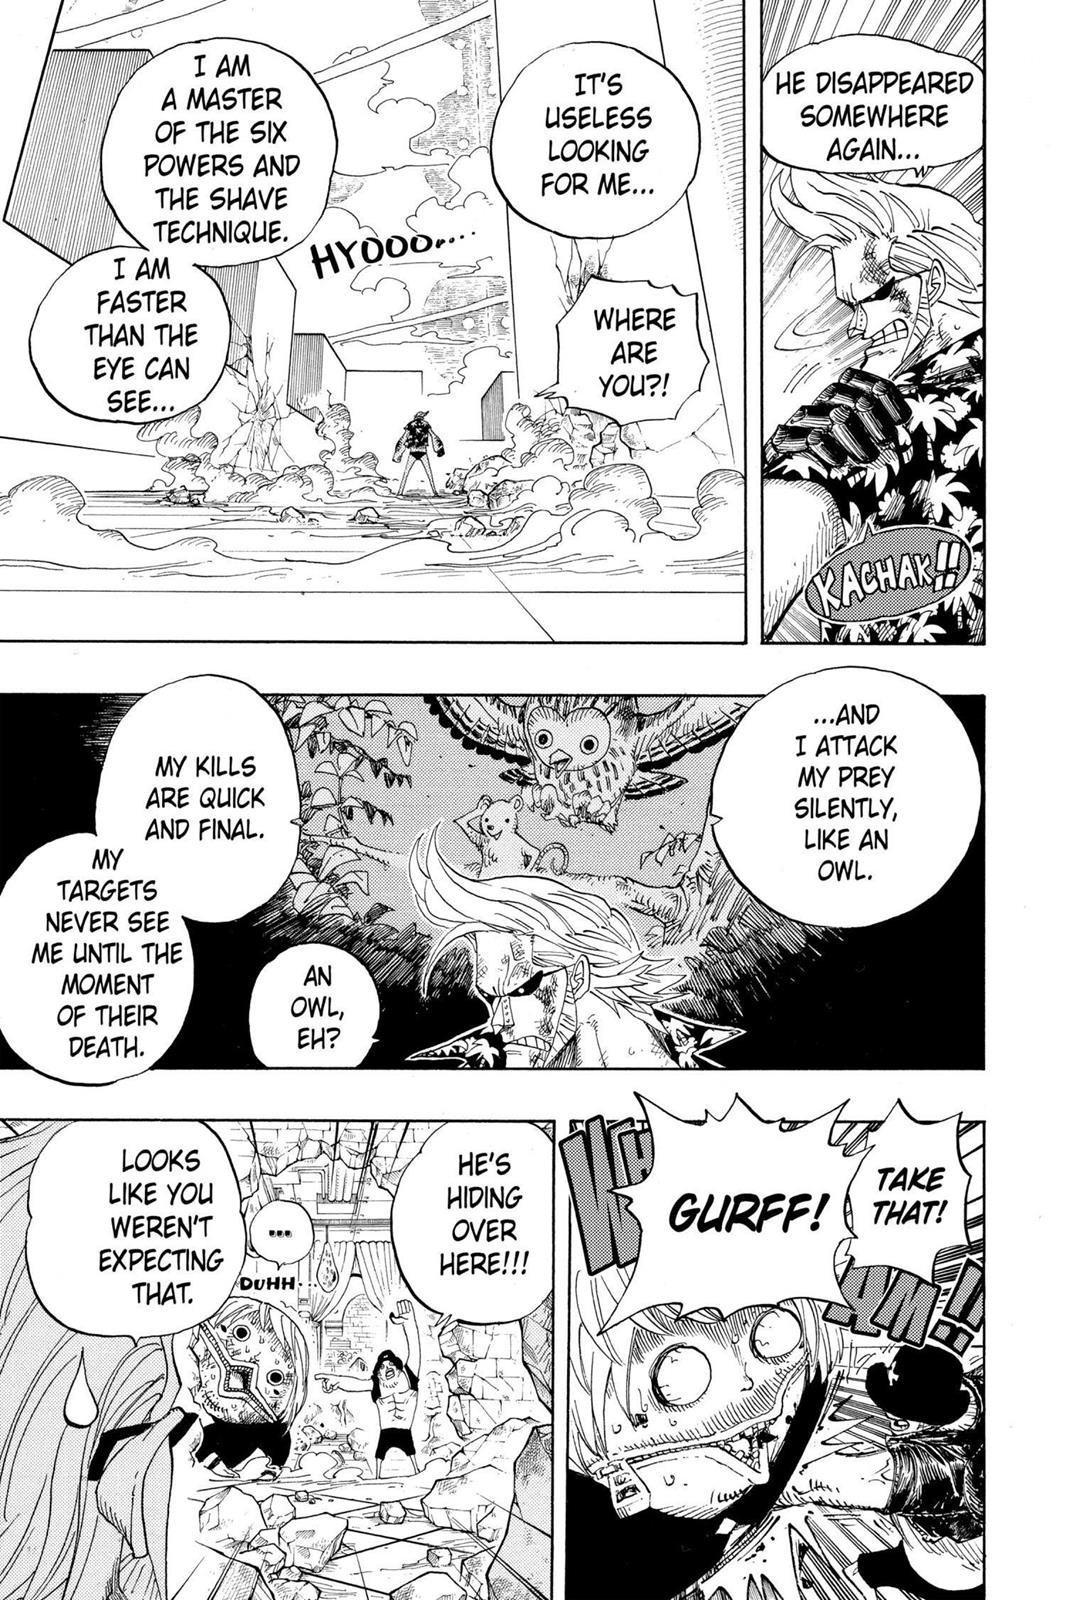 HE DISAPPEARED
SOMEWHERE
AGAIN...
KACHAK!!
IT'S
USELESS
LOOKING
FOR ME...
WHERE
ARE
YOU?!
HYOOO......
I AM
A MASTER
OF THE SIX
POWERS AND
THE SHAVE
TECHNIQUE.
I AM
FASTER
THAN THE
EYE CAN
SEE...
...AND
I ATTACK
MY PREY
SILENTLY,
LIKE AN
OWL.
MY KILLS
ARE QUICK
AND FINAL.
MY
TARGETS
NEVER SEE
ME UNTIL THE
MOMENT
OF THEIR
DEATH.
AN
OWL,
EH?
TAKE
THAT!
GURFF!
WHAM!!
HE'S
HIDING
OVER
HERE!!!
...
DUHH...
LOOKS
LIKE YOU
WEREN'T
EXPECTING
THAT.